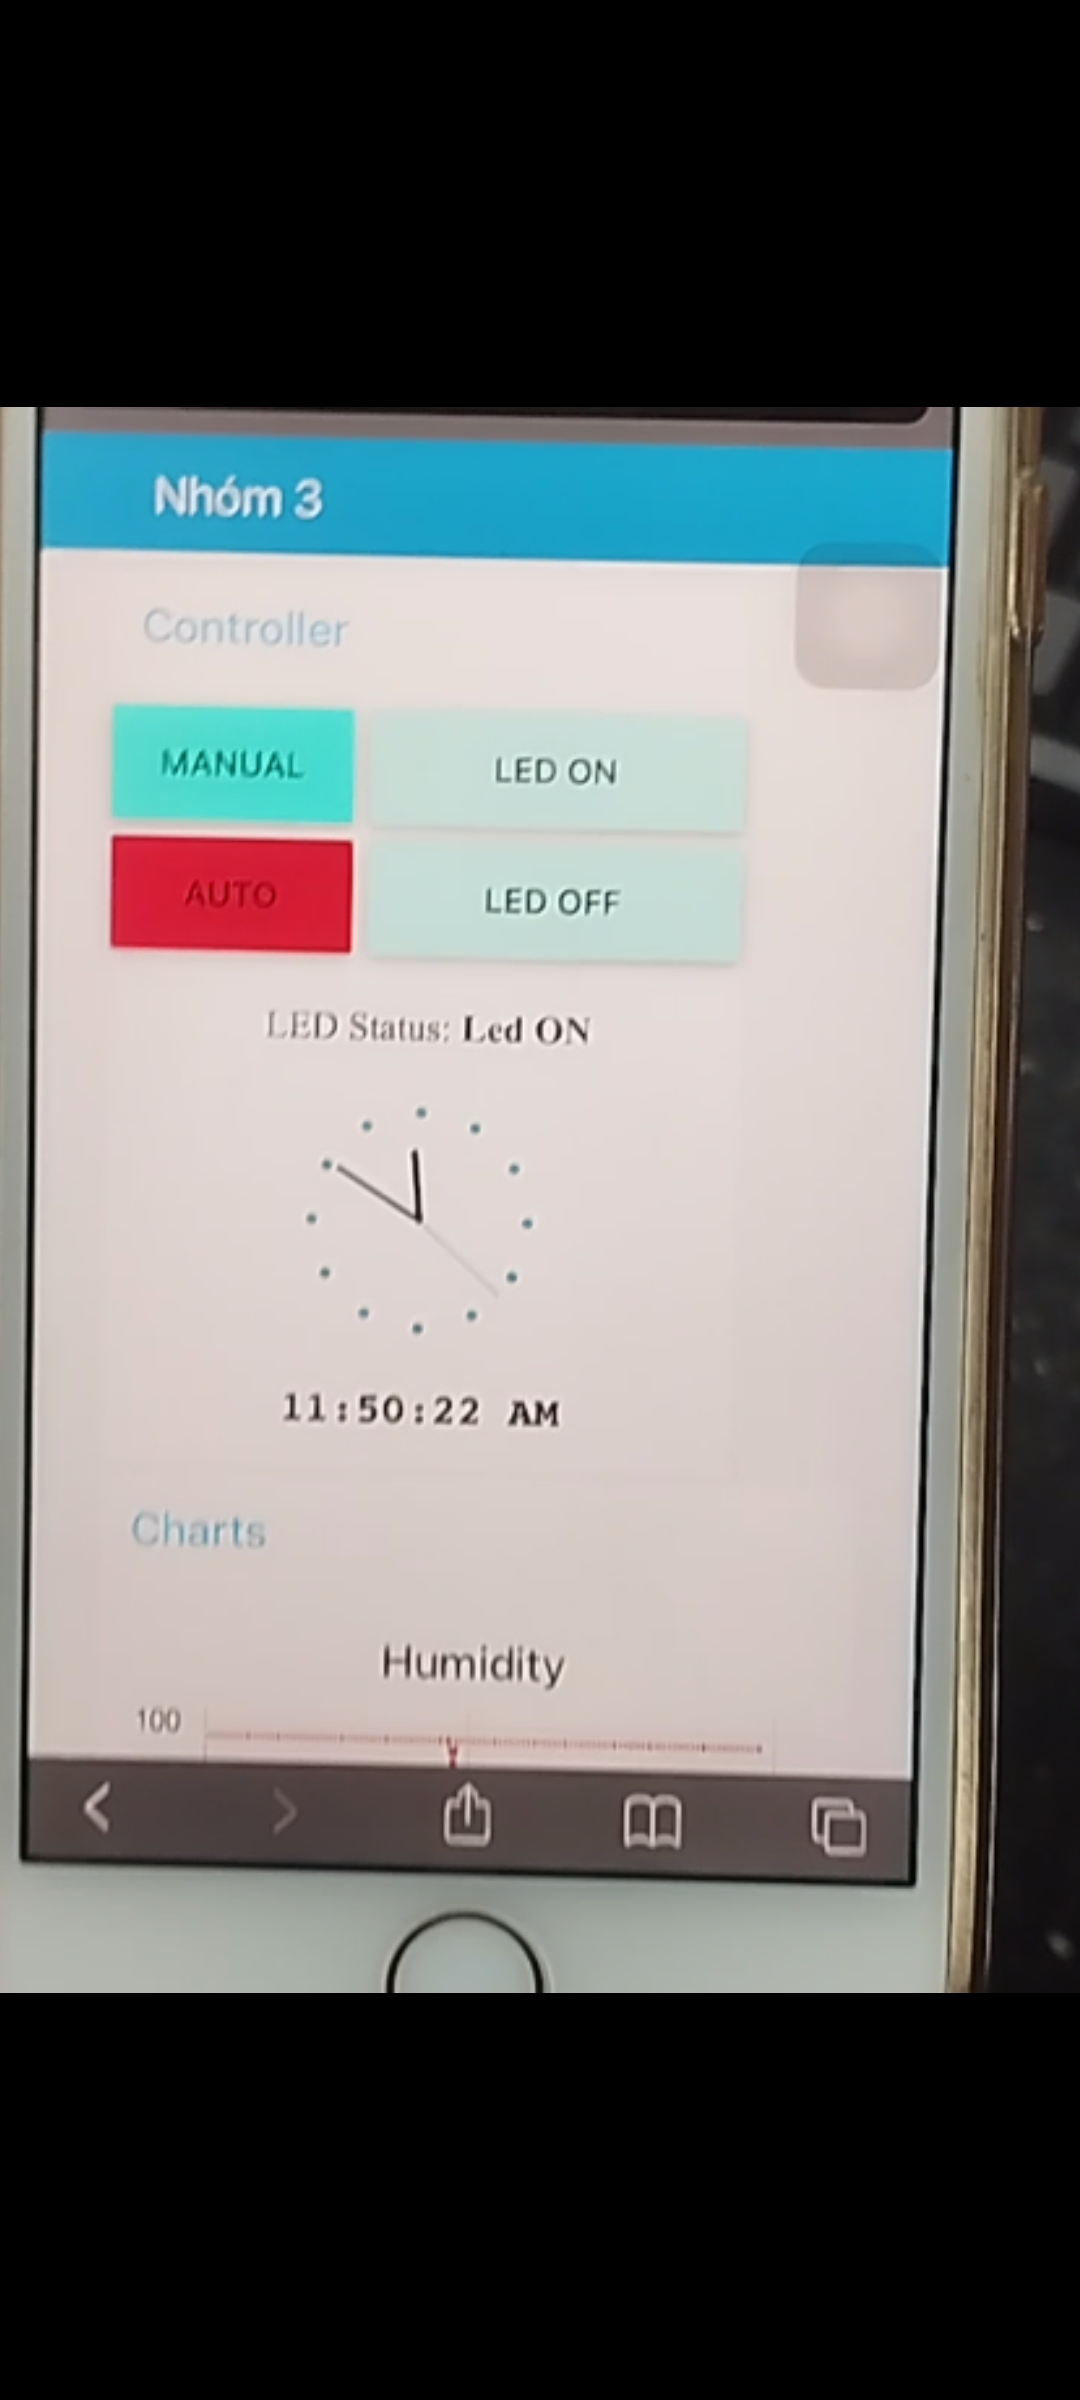 Nhóm 3
Controller
MANUAL
LED ON
AUTO
LED OFF
LED Status: Led ON
11:50:22 AM
Charts
Humidity
100